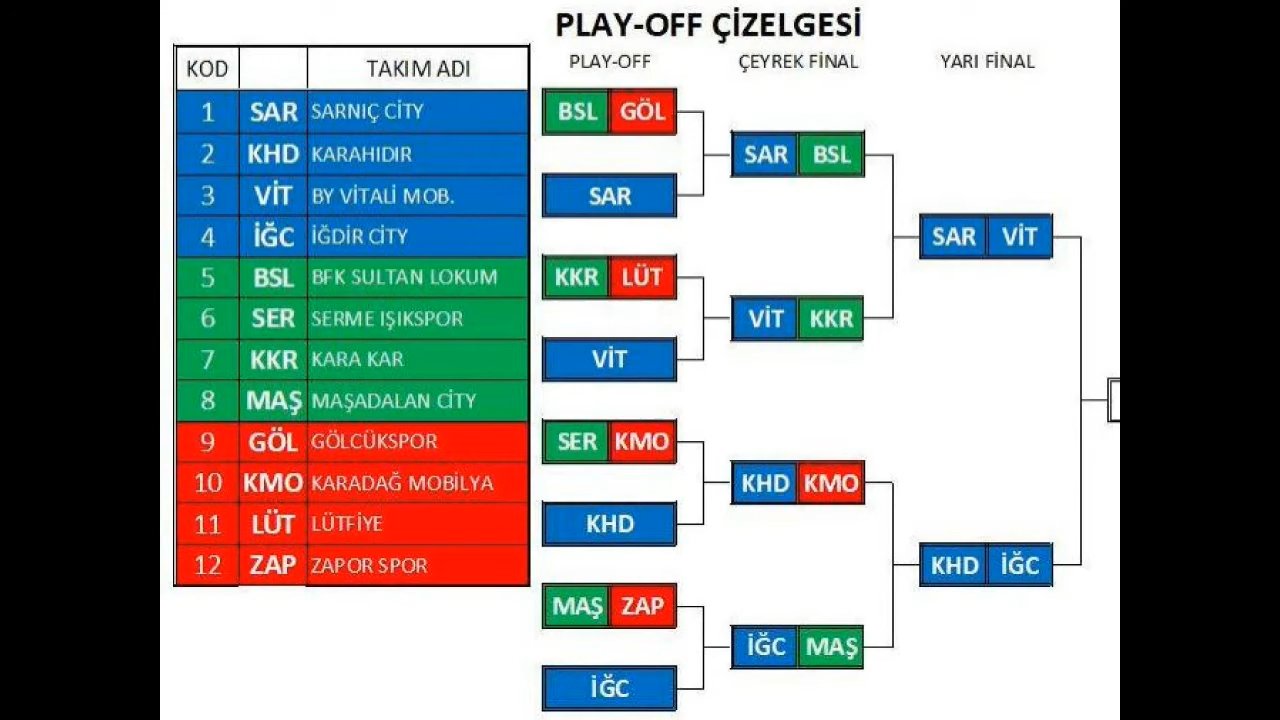 PLAY-OFF ÇİZELGESİ
KOD TAKIM ADI
1 SAR SARNIÇ CİTY
2 KHD KARAHIDIR
3 VİT BY VİTALİ MOB.
4 İĞC İĞDİR CİTY
5 BSL BFK SULTAN LOKUM
6 SER SERME IŞIKSPOR
7 KKR KARA KAR
8 MAŞ MAŞADALAN CİTY
9 GÖL GÖLCÜKSPOR
10 KMO KARADAĞ MOBİLYA
11 LÜT LÜTFİYE
12 ZAP ZAPOR SPOR
PLAY-OFF
BSL GÖL
SAR
KKR LÜT
VİT
SER KMO
KHD
MAŞ ZAP
İĞC
ÇEYREK FİNAL
SAR BSL
VİT KKR
KHD KMO
İĞC MAŞ
YARI FİNAL
SAR VİT
KHD İĞC